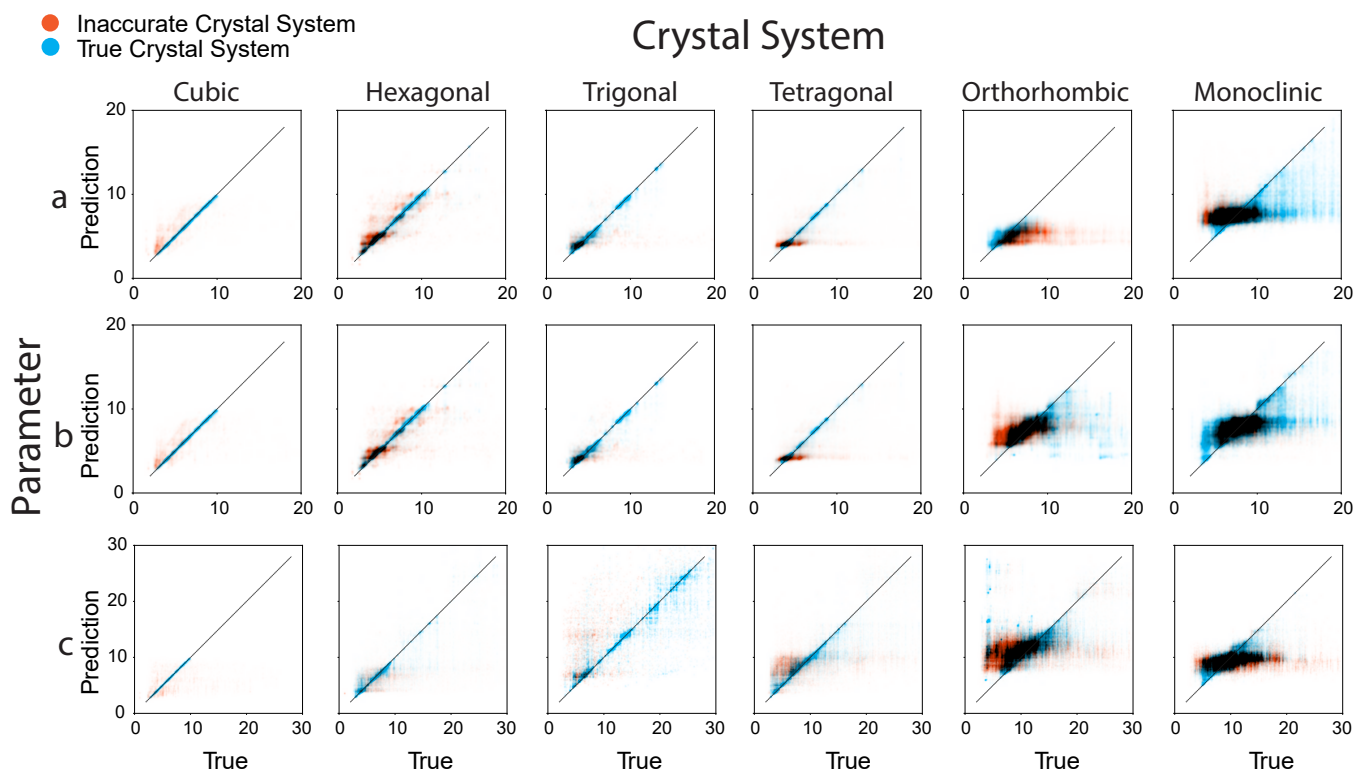 Inaccurate Crystal System
True Crystal System
Crystal System
Cubic
Hexagonal
Trigonal
Tetragonal
Orthorhombic
Monoclinic
Parameter
a
Prediction
20
10
0
0 10 20
0 10 20
0 10 20
0 10 20
0 10 20
0 10 20
b
Prediction
20
10
0
0 10 20
0 10 20
0 10 20
0 10 20
0 10 20
0 10 20
c
Prediction
30
20
10
0
0 10 20 30
0 10 20 30
0 10 20 30
0 10 20 30
0 10 20 30
0 10 20 30
True
True
True
True
True
True